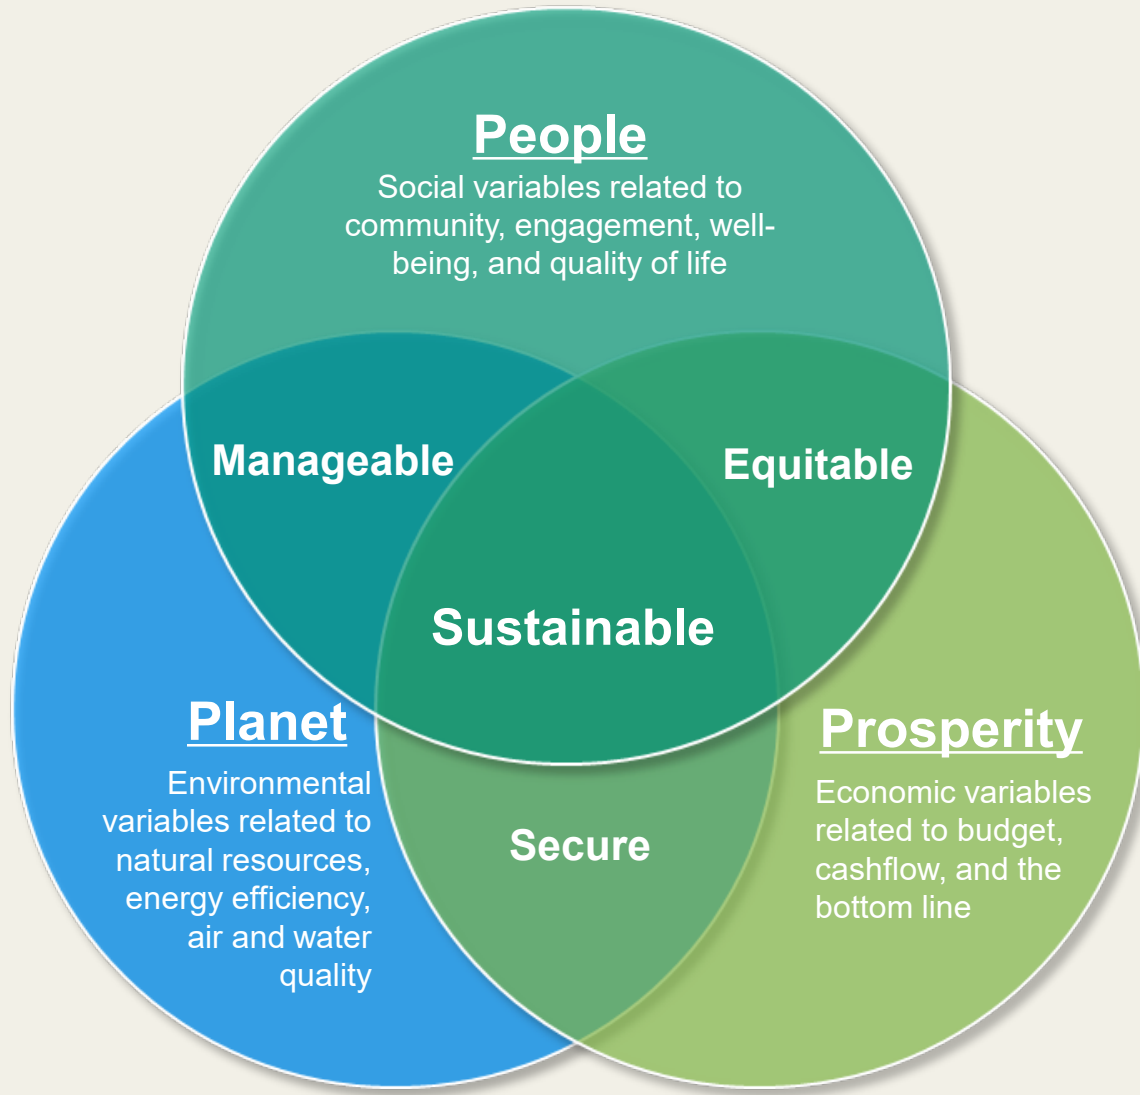 People
Social variables related to
community, engagement, well-
being, and quality of life
Manageable
Equitable
Sustainable
Planet
Environmental
variables related to
natural resources,
energy efficiency,
air and water
quality
Secure
Prosperity
Economic variables
related to budget,
cashflow, and the
bottom line